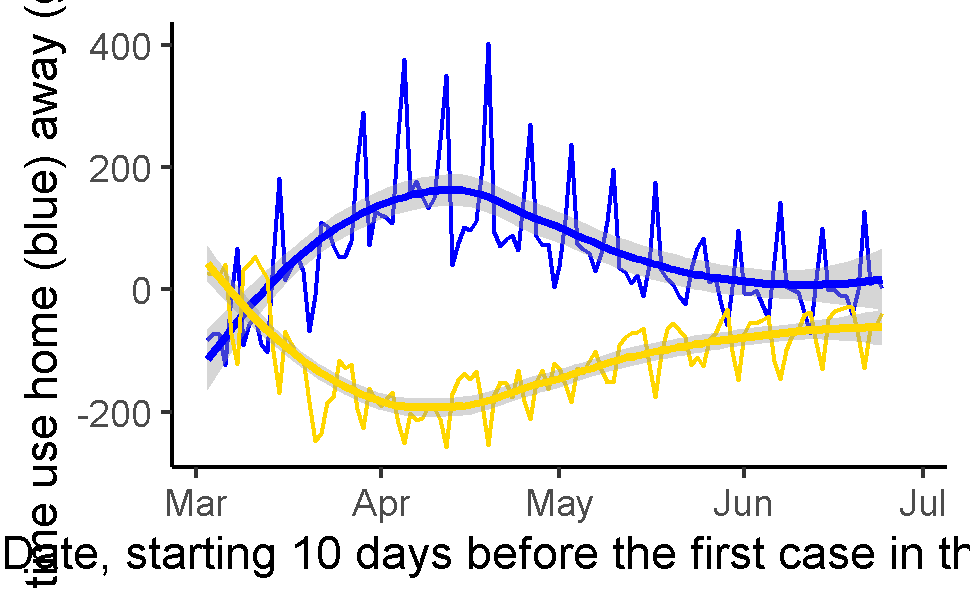 time use home (blue) away (
400
200
0
-200
Mar Apr May Jun Jul
Date, starting 10 days before the first case in th